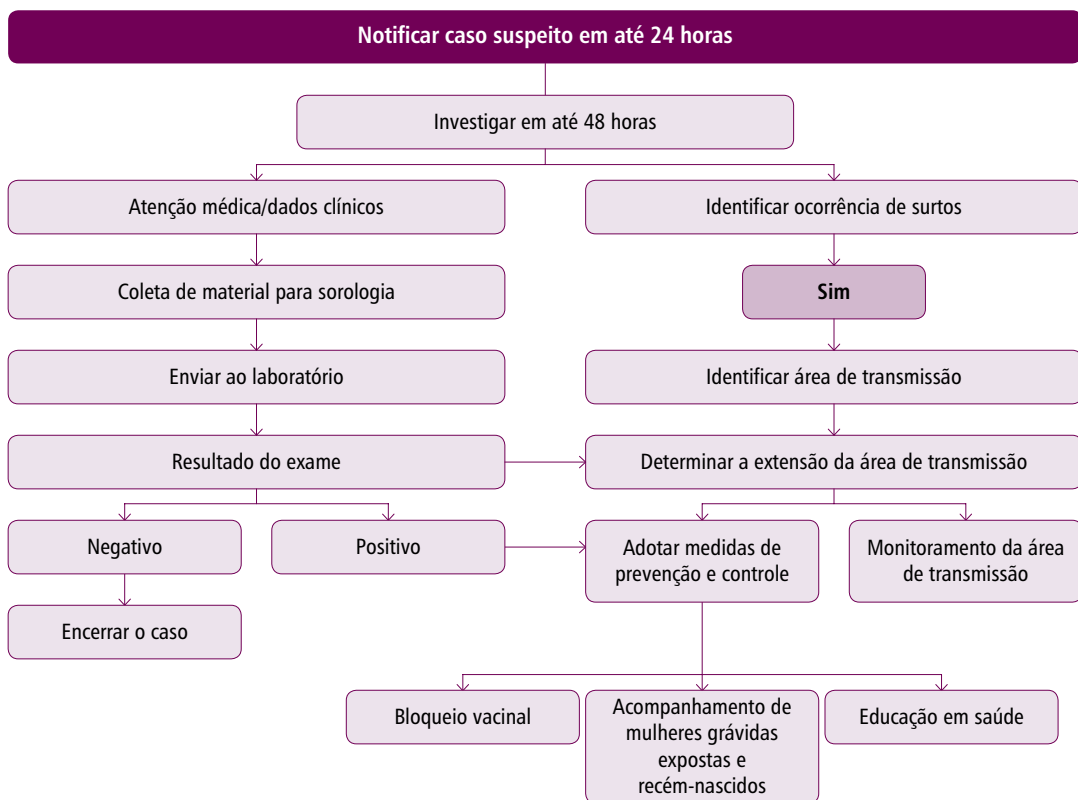 Notificar caso suspeito em até 24 horas
Investigar em até 48 horas
Atenção médica/dados clínicos
Identificar ocorrência de surtos
Coleta de material para sorologia
Sim
Enviar ao laboratório
Identificar área de transmissão
Resultado do exame
Determinar a extensão da área de transmissão
Negativo
Positivo
Adotar medidas de
prevenção e controle
Monitoramento da área
de transmissão
Encerrar o caso
Bloqueio vacinal
Acompanhamento de
mulheres grávidas
expostas e
recém-nascidos
Educação em saúde